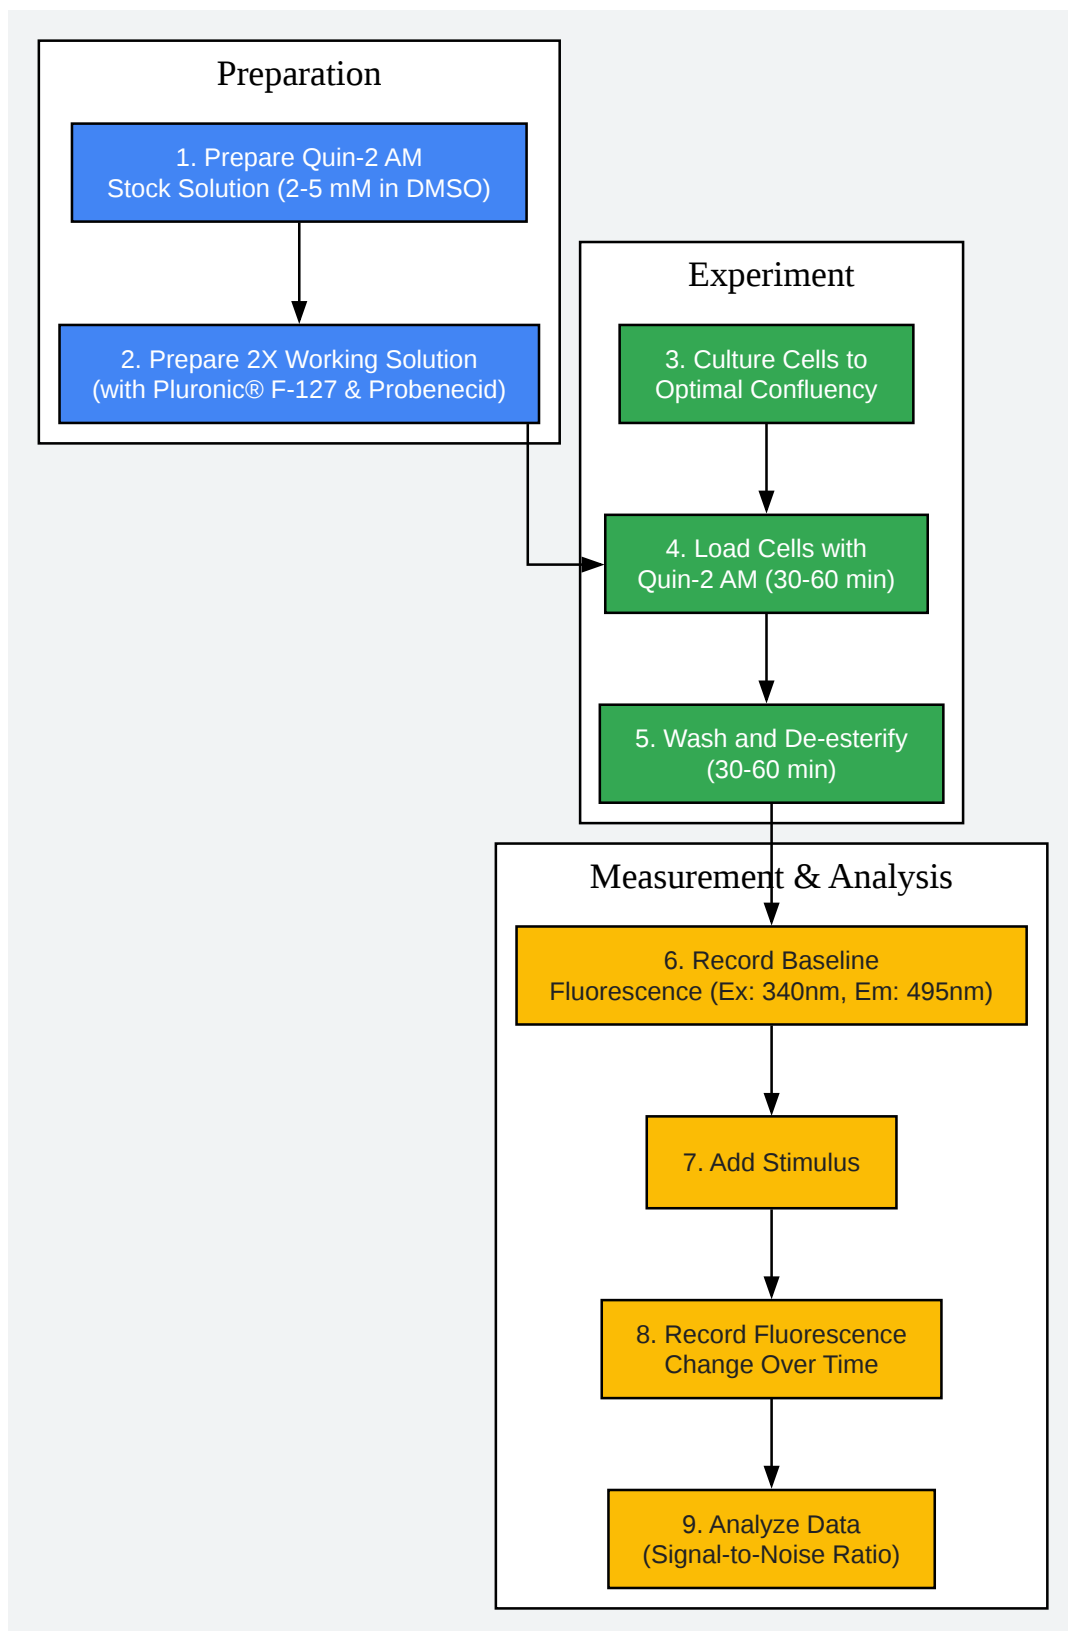 Preparation
1. Prepare Quin-2 AM
Stock Solution (2-5 mM in DMSO)
2. Prepare 2X Working Solution
(with Pluronic® F-127 & Probenecid)
Experiment
3. Culture Cells to
Optimal Confluency
4. Load Cells with
Quin-2 AM (30-60 min)
5. Wash and De-esterify
(30-60 min)
Measurement & Analysis
6. Record Baseline
Fluorescence (Ex: 340nm, Em: 495nm)
7. Add Stimulus
8. Record Fluorescence
Change Over Time
9. Analyze Data
(Signal-to-Noise Ratio)